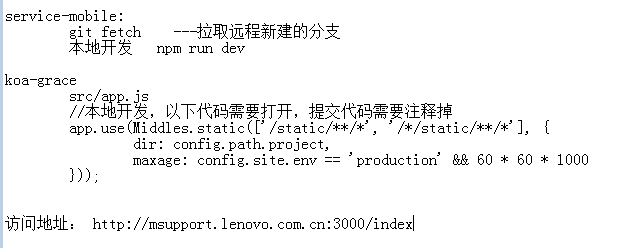 service-mobile:
git fetch ---拉取远程新建的分支
本地开发 npm run dev
koa-grace
src/app.js
//本地开发，以下代码需要打开，提交代码需要注释掉
app.use(Middles.static(['/static/**/*', '/*/static/**/*'], {
dir: config.path.project,
maxage: config.site.env == 'production' && 60 * 60 * 1000
}));
访问地址： http://msupport.lenovo.com.cn:3000/index